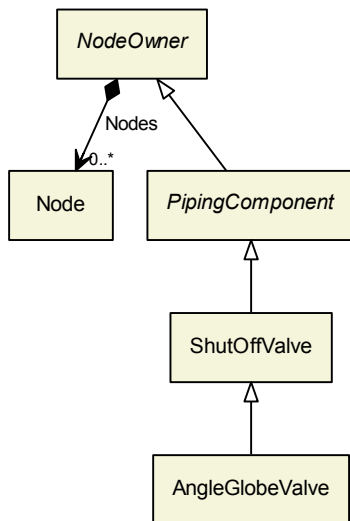 NodeOwner
Nodes
0..*
Node
PipingComponent
ShutOffValve
AngleGlobeValve